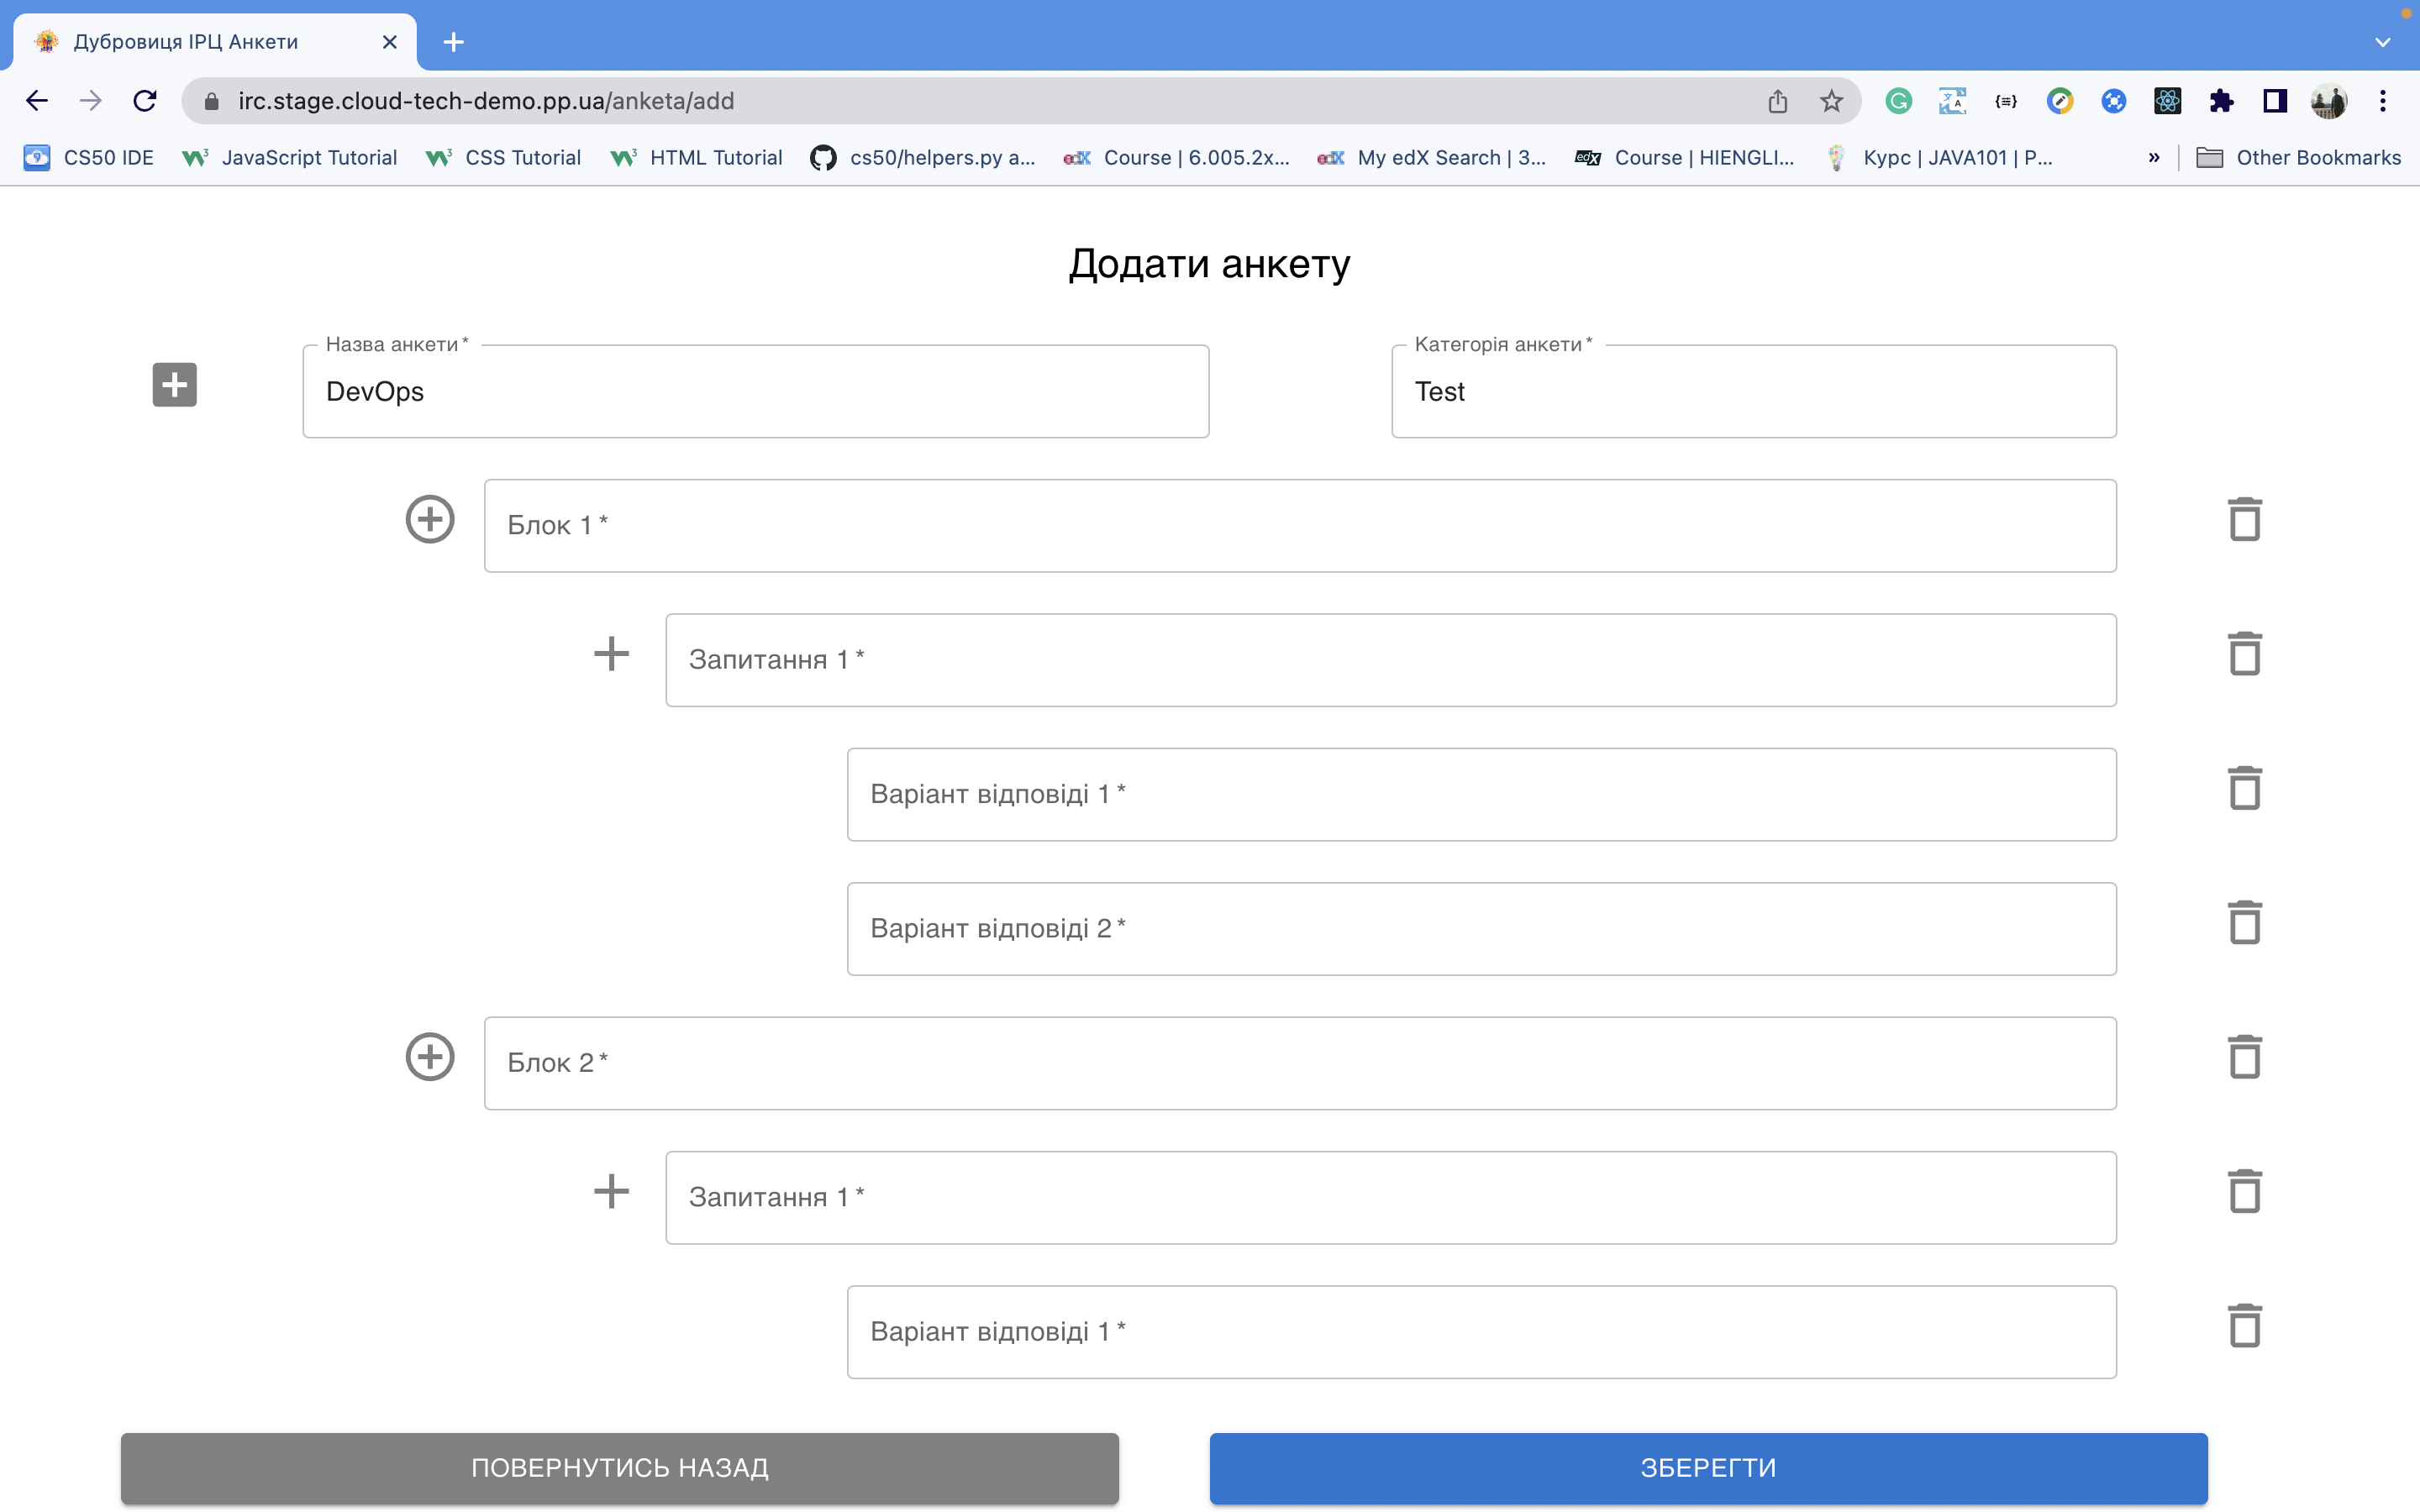 Дубровиця ІРЦ Анкети
irc.stage.cloud-tech-demo.pp.ua/anketa/add
CS50 IDE
JavaScript Tutorial
CSS Tutorial
HTML Tutorial
cs50/helpers.py a...
Course | 6.005.2x...
My edX Search | 3...
Course | HIENGLI...
Курс | JAVA101 | P...
»
Other Bookmarks
Додати анкету
Назва анкети *
DevOps
Категорія анкети *
Test
Блок 1 *
Запитання 1 *
Варіант відповіді 1 *
Варіант відповіді 2 *
Блок 2 *
Запитання 1 *
Варіант відповіді 1 *
ПОВЕРНУТИСЬ НАЗАД
ЗБЕРЕГТИ